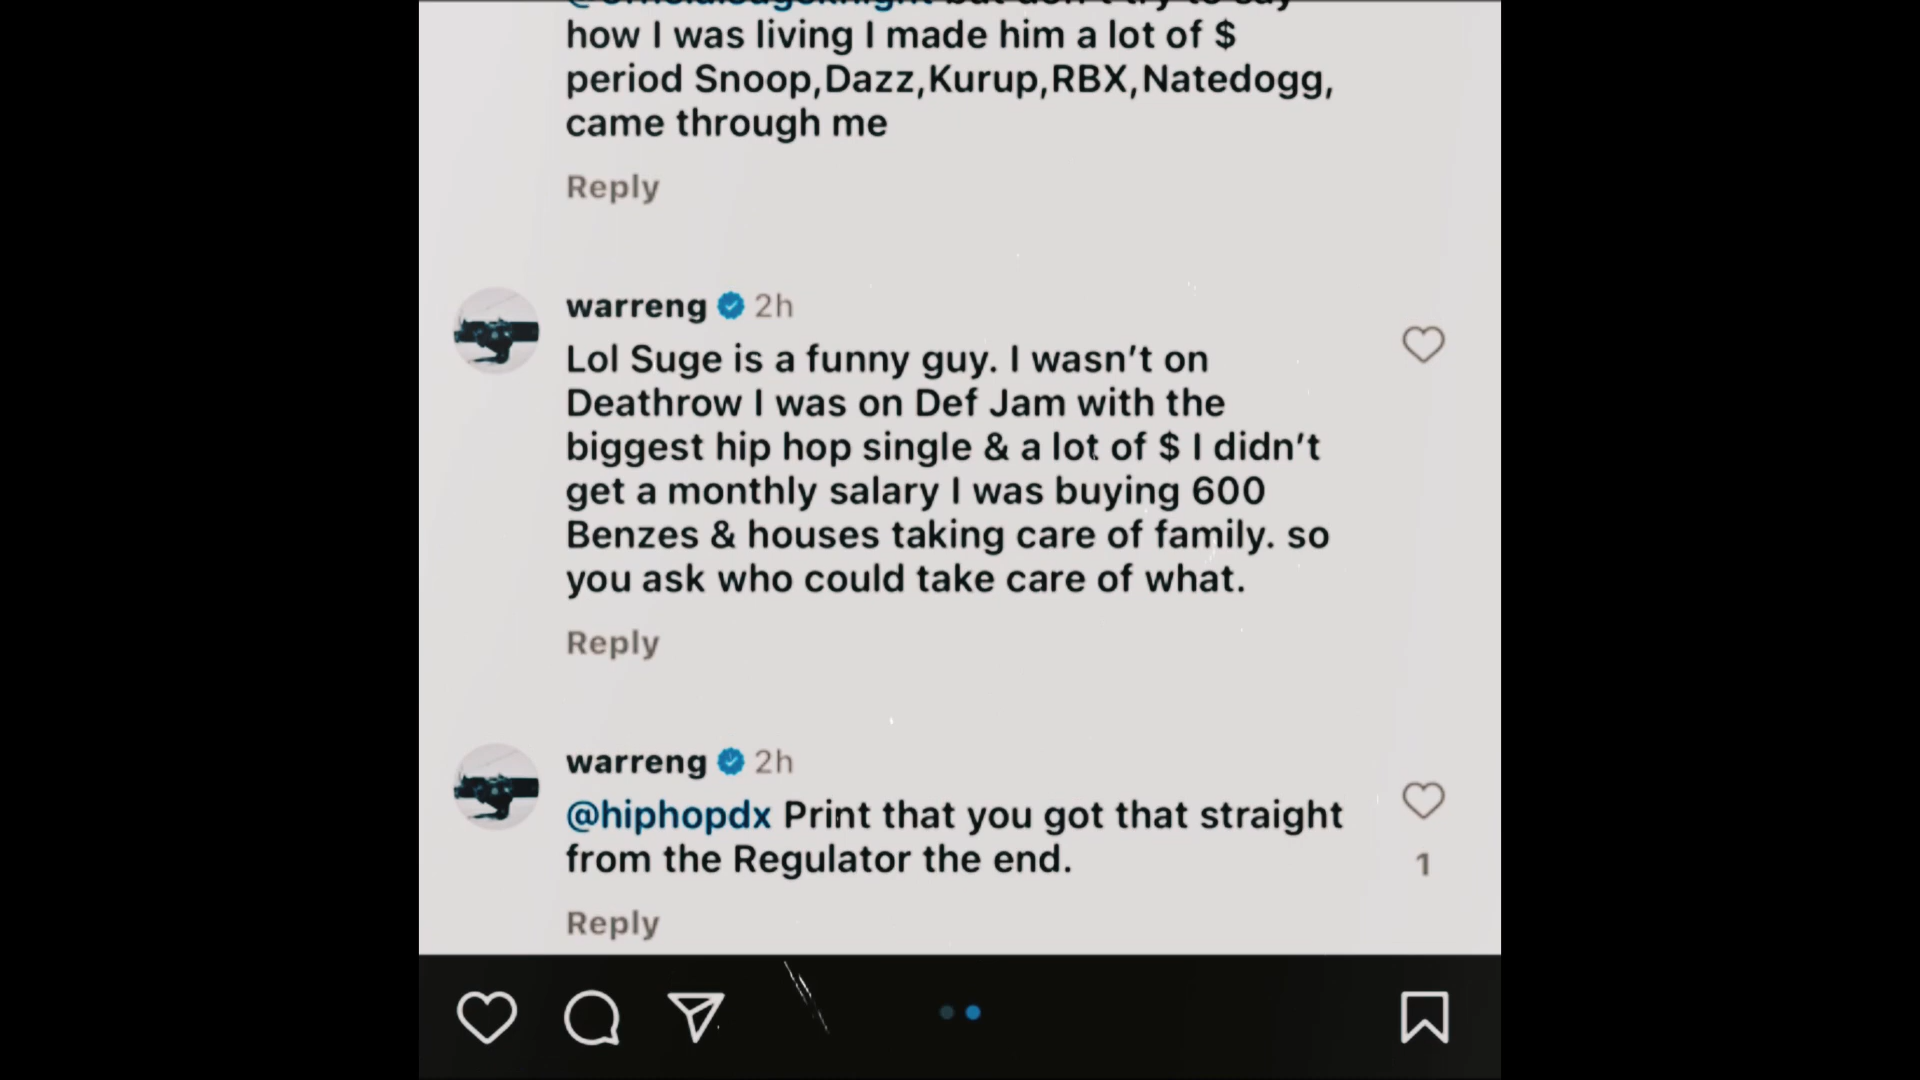 how I was living I made him a lot of $
period Snoop,Dazz,Kurup,RBX,Natedogg,
came through me
Reply
warreng 2h
Lol Suge is a funny guy. I wasn’t on
Deathrow I was on Def Jam with the
biggest hip hop single & a lot of $ I didn’t
get a monthly salary I was buying 600
Benzes & houses taking care of family. so
you ask who could take care of what.
Reply
warreng 2h
@hiphopdx Print that you got that straight
from the Regulator the end.
1
Reply